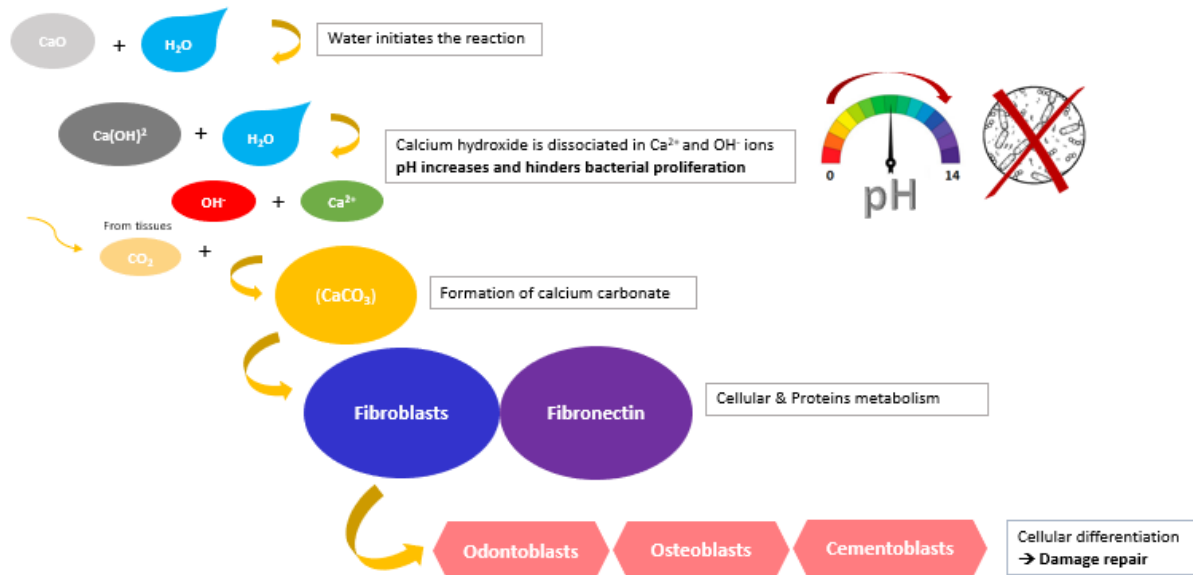 CaO
+
H₂O
Water initiates the reaction
Ca(OH)²
+
H₂O
Calcium hydroxide is dissociated in Ca²⁺ and OH⁻ ions
pH increases and hinders bacterial proliferation
0
14
pH
OH⁻
+
Ca²⁺
From tissues
CO₂
+
(CaCO₃)
Formation of calcium carbonate
Fibroblasts
Fibronectin
Cellular & Proteins metabolism
Odontoblasts
Osteoblasts
Cementoblasts
Cellular differentiation
→ Damage repair